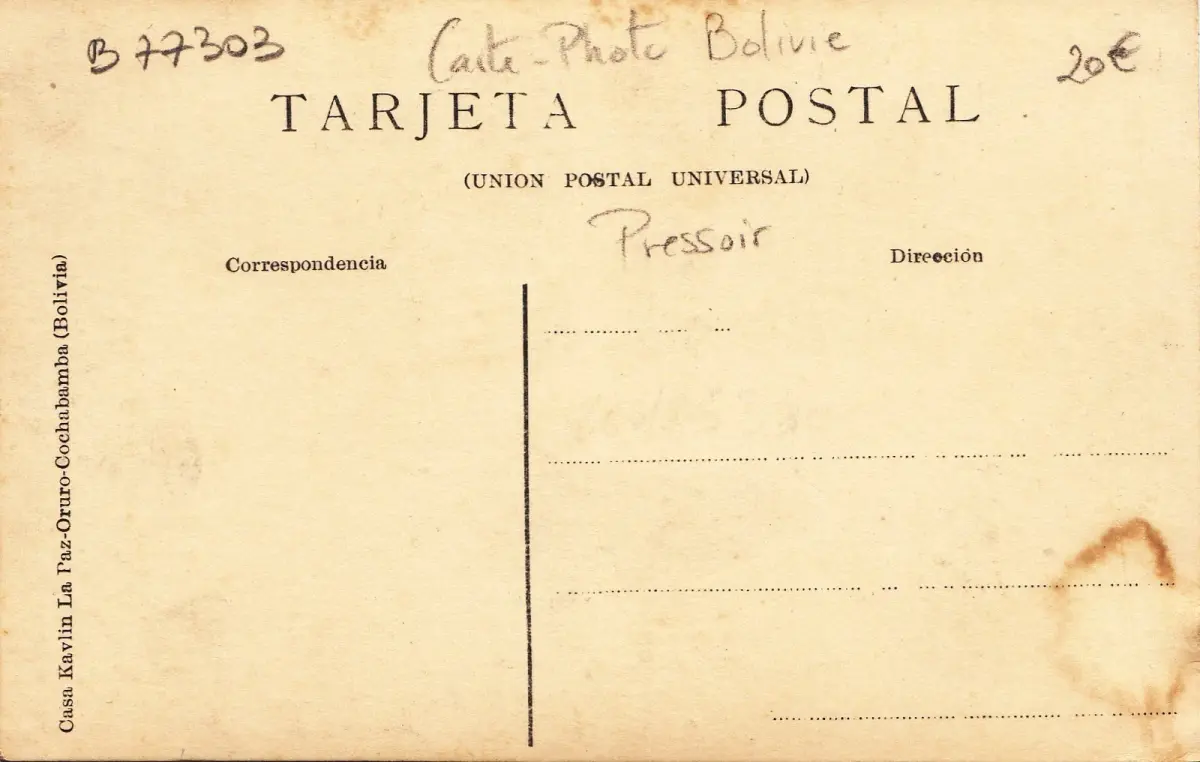 B 77303
Carte-Photo Bolivie
20€
TARJETA POSTAL
(UNION POSTAL UNIVERSAL)
Pressoir
Correspondencia
Dirección
Casa Kavlin La Paz-Oruro-Cochabamba (Bolivia)